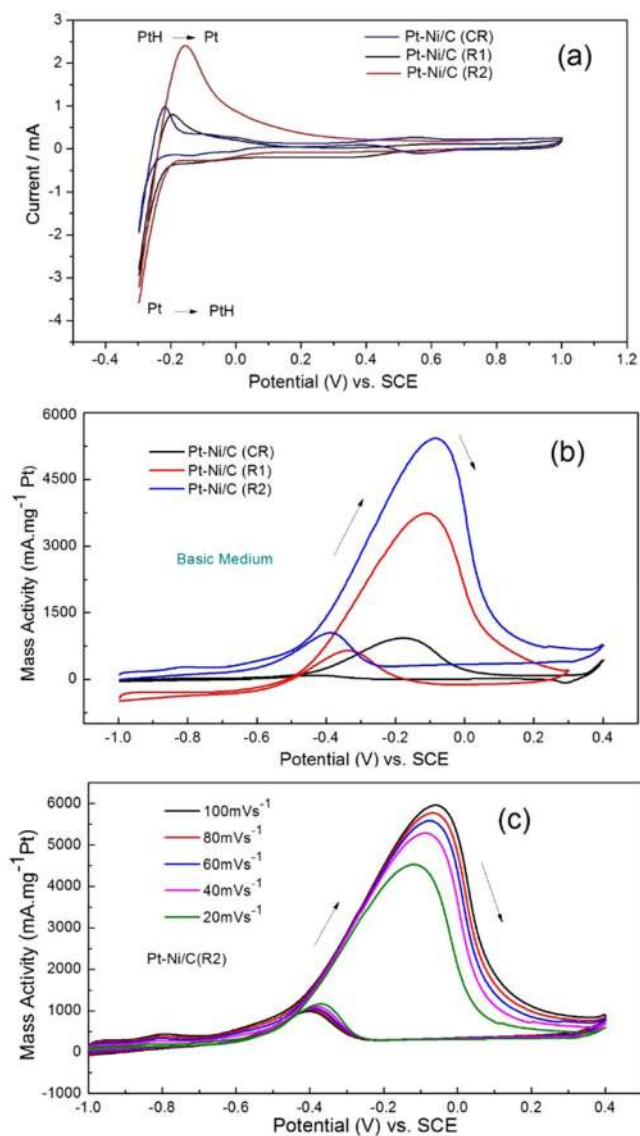 PtH → Pt
Pt-Ni/C (CR)
Pt-Ni/C (R1)
Pt-Ni/C (R2)
(a)
3
2
1
0
-1
-2
-3
-4
Current / mA
Pt → PtH
-0.4 -0.2 0.0 0.2 0.4 0.6 0.8 1.0 1.2
Potential (V) vs. SCE
6000
4500
3000
1500
0
Mass Activity (mA.mg⁻¹ Pt)
Pt-Ni/C (CR)
Pt-Ni/C (R1)
Pt-Ni/C (R2)
(b)
Basic Medium
-1.0 -0.8 -0.6 -0.4 -0.2 0.0 0.2 0.4
Potential (V) vs. SCE
6000
5000
4000
3000
2000
1000
0
-1000
Mass Activity (mA.mg⁻¹Pt)
100mVs⁻¹
80mVs⁻¹
60mVs⁻¹
40mVs⁻¹
20mVs⁻¹
(c)
Pt-Ni/C(R2)
-1.0 -0.8 -0.6 -0.4 -0.2 0.0 0.2 0.4
Potential (V) vs. SCE